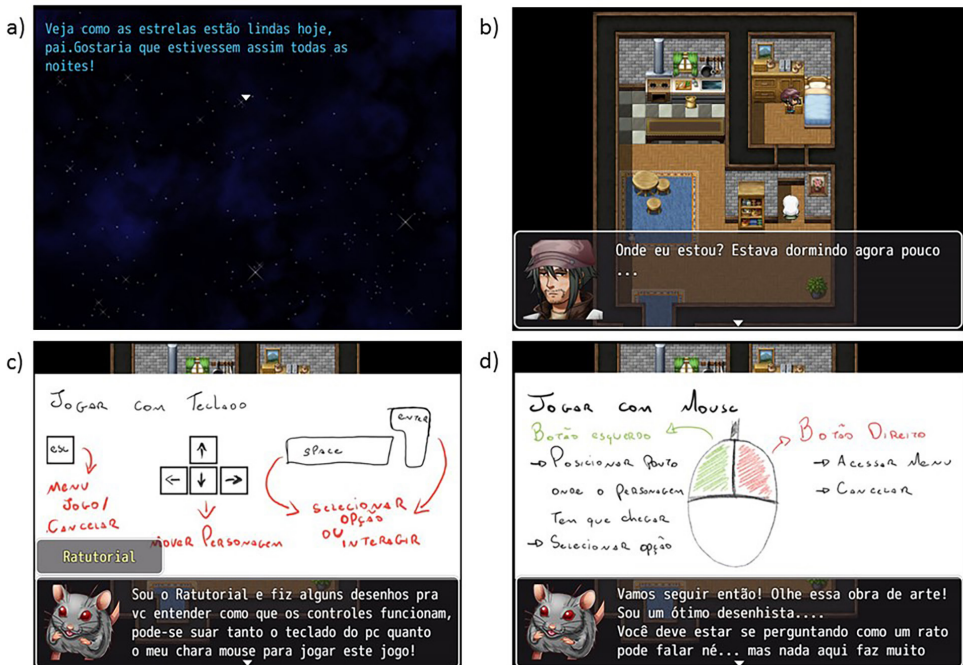 a)
Veja como as estrelas estão lindas hoje,
pai.Gostaria que estivessem assim todas as
noites!
b)
Onde eu estou? Estava dormindo agora pouco
...
c)
Jogar com Teclado
esc
Menu
Jogo/
Cancelar
Mover Personagem
space
enter
Selecionar
opção
ou
interagir
Ratutorial
Sou o Ratutorial e fiz alguns desenhos pra
vc entender como que os controles funcionam,
pode-se suar tanto o teclado do pc quanto
o meu chara mouse para jogar este jogo!
d)
Jogar com Mouse
Botão esquerdo
→ Posicionar ponto
onde o personagem
tem que chegar
→ Selecionar opção
Botão Direito
→ Acessar Menu
→ Cancelar
Vamos seguir então! Olhe essa obra de arte!
Sou um ótimo desenhista....
Você deve estar se perguntando como um rato
pode falar né... mas nada aqui faz muito